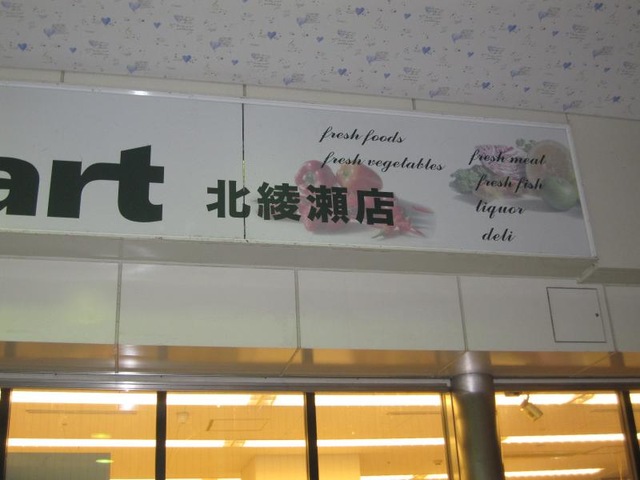 art 北綾瀬店
fresh foods
fresh vegetables
fresh meat
fresh fish
liquor
deli